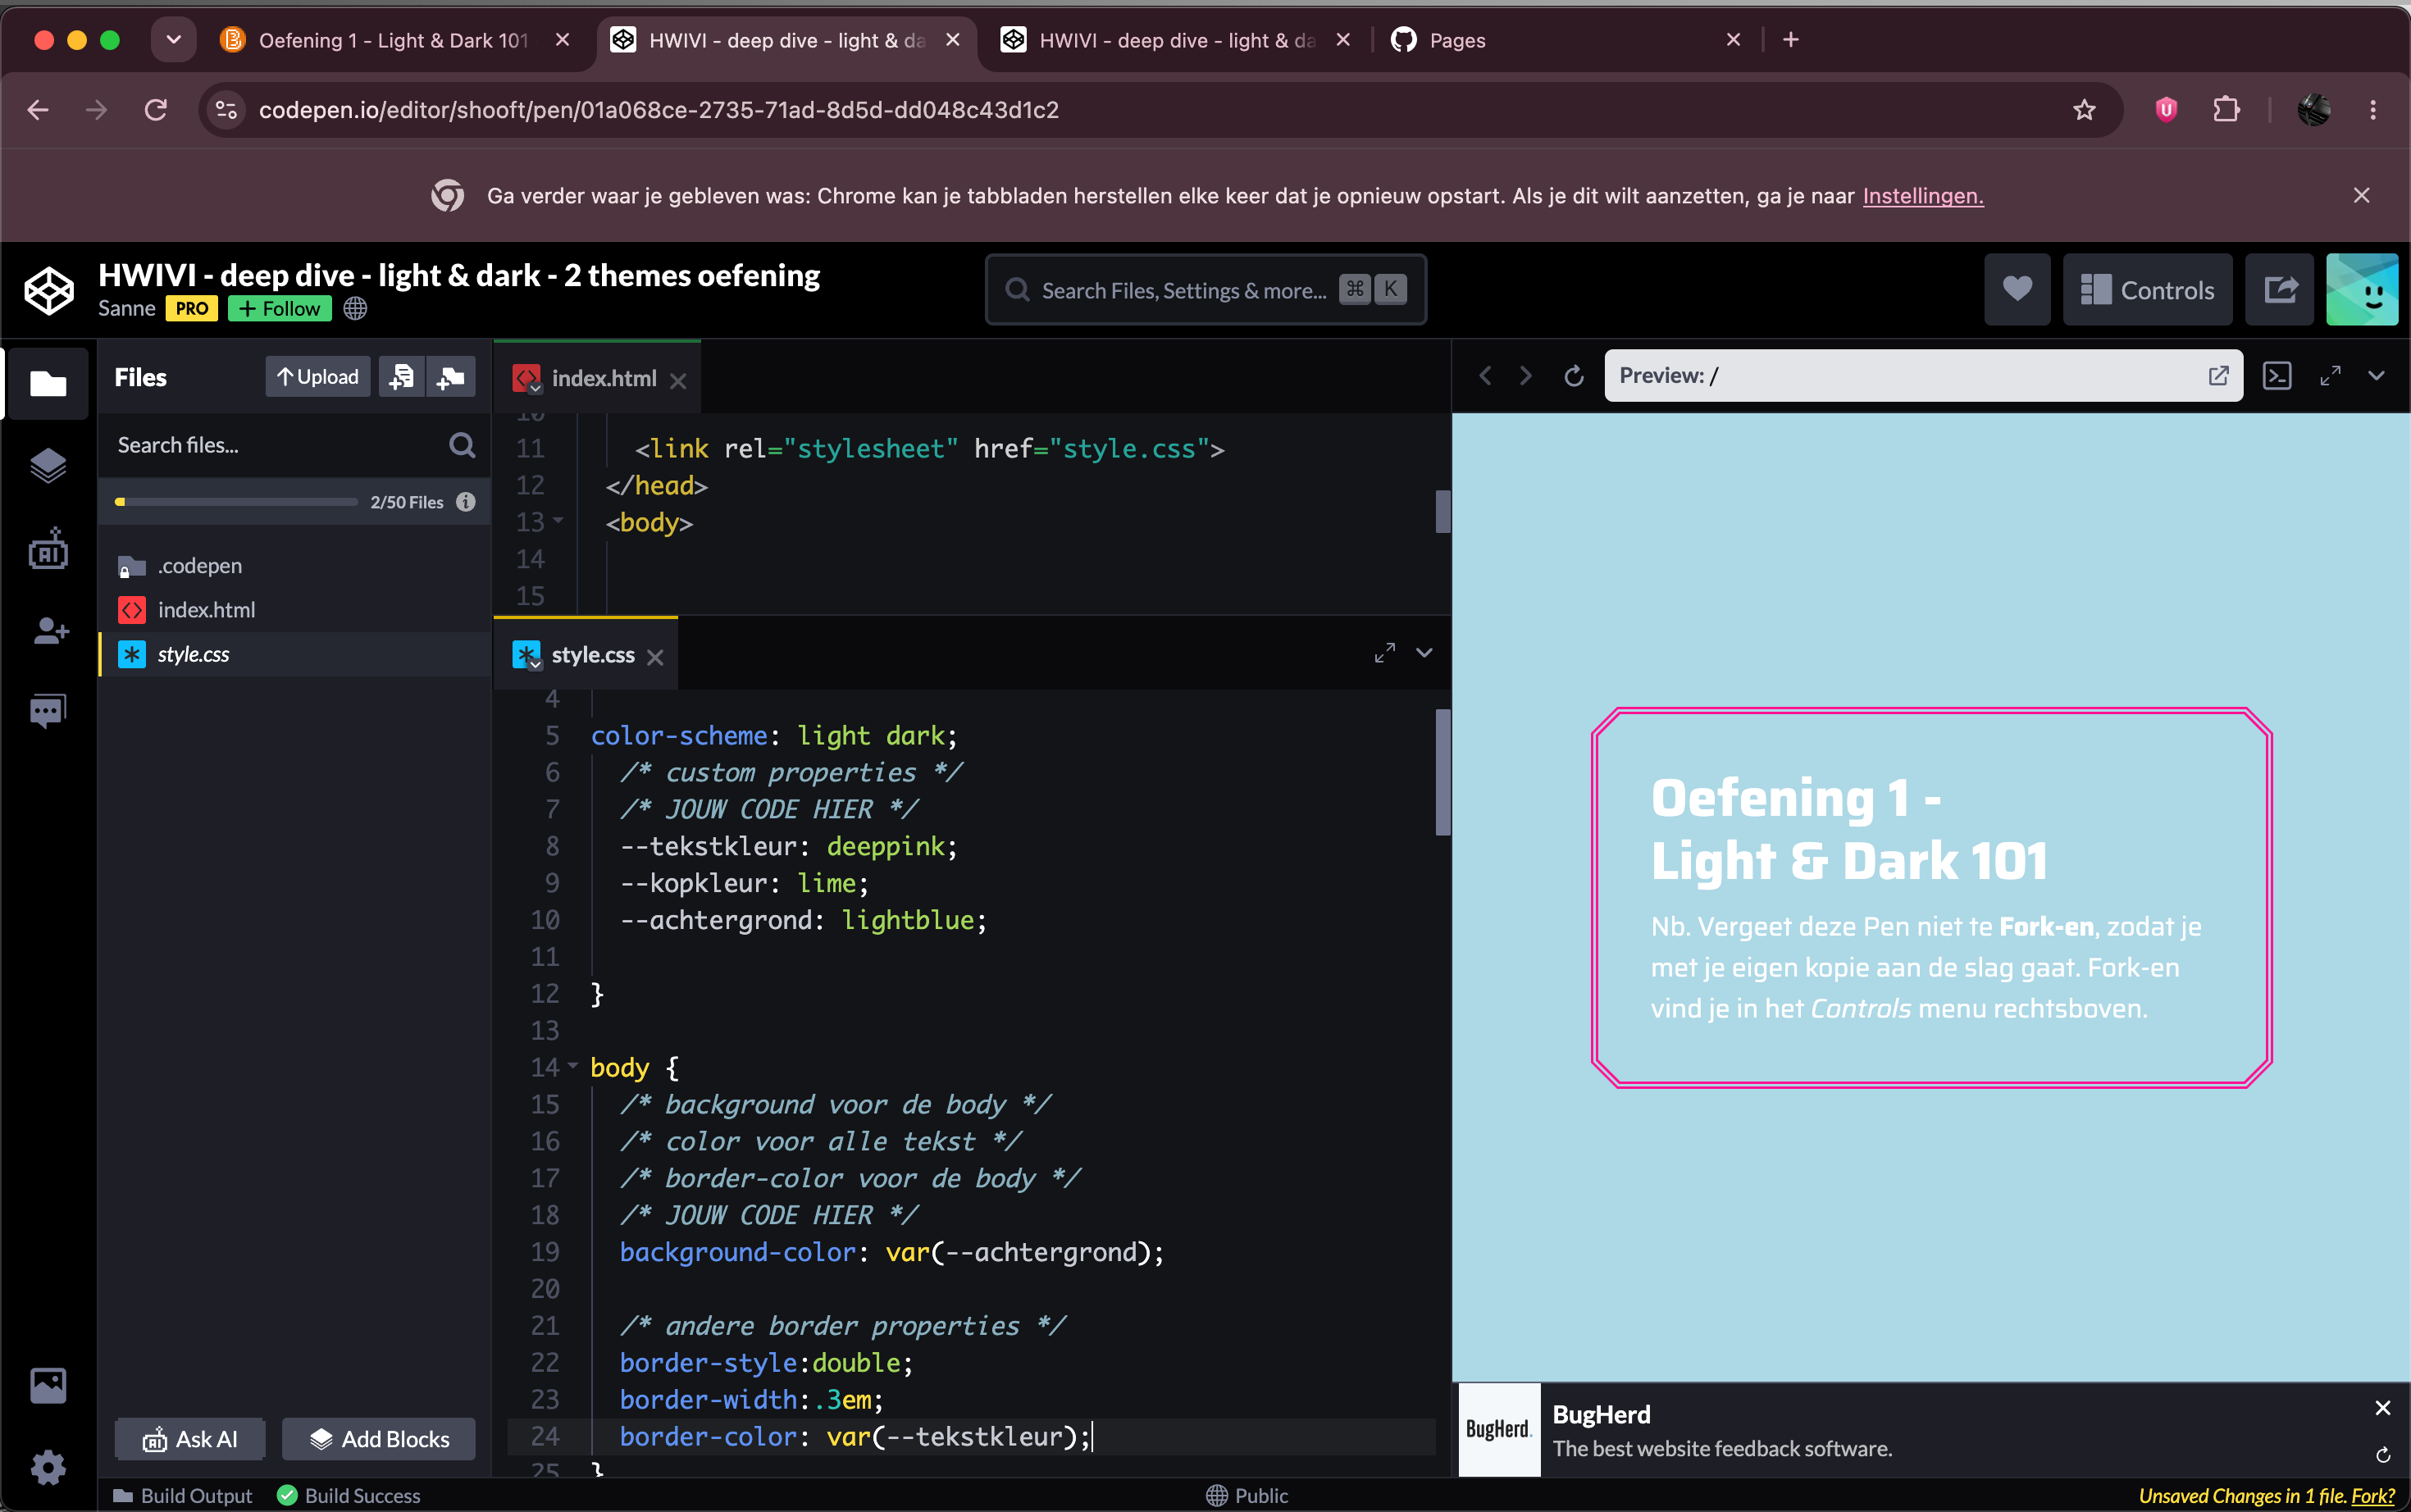 Oefening 1 - Light & Dark 101
HWIVI - deep dive - light & da
HWIVI - deep dive - light & da
Pages
codepen.io/editor/shooft/pen/01a068ce-2735-71ad-8d5d-dd048c43d1c2
Ga verder waar je gebleven was: Chrome kan je tabbladen herstellen elke keer dat je opnieuw opstart. Als je dit wilt aanzetten, ga je naar Instellingen.
HWIVI - deep dive - light & dark - 2 themes oefening
Sanne PRO + Follow
Search Files, Settings & more... ⌘ K
Controls
Files
Upload
Search files...
2/50 Files
.codepen
index.html
style.css
Ask AI
Add Blocks
index.html
10
11 <link rel="stylesheet" href="style.css">
12 </head>
13 <body>
14
15
style.css
4
5 color-scheme: light dark;
6 /* custom properties */
7 /* JOUW CODE HIER */
8 --tekstkleur: deeppink;
9 --kopkleur: lime;
10 --achtergrond: lightblue;
11
12 }
13
14 body {
15 /* background voor de body */
16 /* color voor alle tekst */
17 /* border-color voor de body */
18 /* JOUW CODE HIER */
19 background-color: var(--achtergrond);
20
21 /* andere border properties */
22 border-style:double;
23 border-width:.3em;
24 border-color: var(--tekstkleur);
25 }
Preview: /
Oefening 1 -
Light & Dark 101
Nb. Vergeet deze Pen niet te Fork-en, zodat je
met je eigen kopie aan de slag gaat. Fork-en
vind je in het Controls menu rechtsboven.
BugHerd.
BugHerd
The best website feedback software.
Build Output
Build Success
Public
Unsaved Changes in 1 file. Fork?